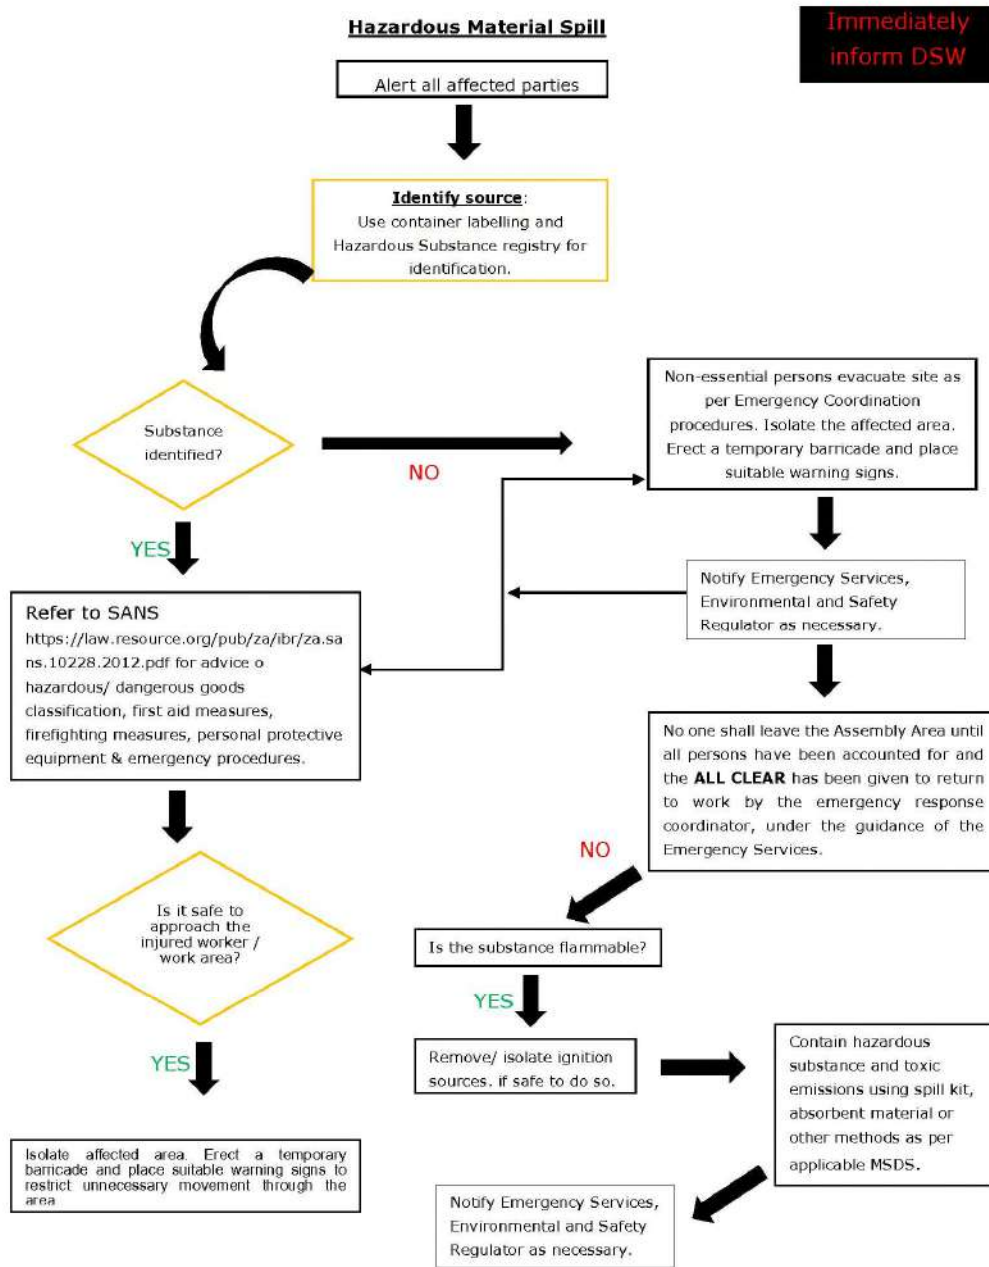 Hazardous Material Spill
Immediately
inform DSW
Alert all affected parties
Identify source:
Use container labelling and
Hazardous Substance registry for
identification.
Substance
identified?
NO
Non-essential persons evacuate site as
per Emergency Coordination
procedures. Isolate the affected area.
Erect a temporary barricade and place
suitable warning signs.
YES
Notify Emergency Services,
Environmental and Safety
Regulator as necessary.
Refer to SANS
https://law.resource.org/pub/za/ibr/za.sa
ns.10228.2012.pdf for advice o
hazardous/ dangerous goods
classification, first aid measures,
firefighting measures, personal protective
equipment & emergency procedures.
No one shall leave the Assembly Area until
all persons have been accounted for and
the ALL CLEAR has been given to return
to work by the emergency response
coordinator, under the guidance of the
Emergency Services.
NO
Is it safe to
approach the
injured worker /
work area?
Is the substance flammable?
YES
YES
Remove/ isolate ignition
sources. if safe to do so.
Contain hazardous
substance and toxic
emissions using spill kit,
absorbent material or
other methods as per
applicable MSDS.
Isolate affected area. Erect a temporary
barricade and place suitable warning signs to
restrict unnecessary movement through the
area
Notify Emergency Services,
Environmental and Safety
Regulator as necessary.